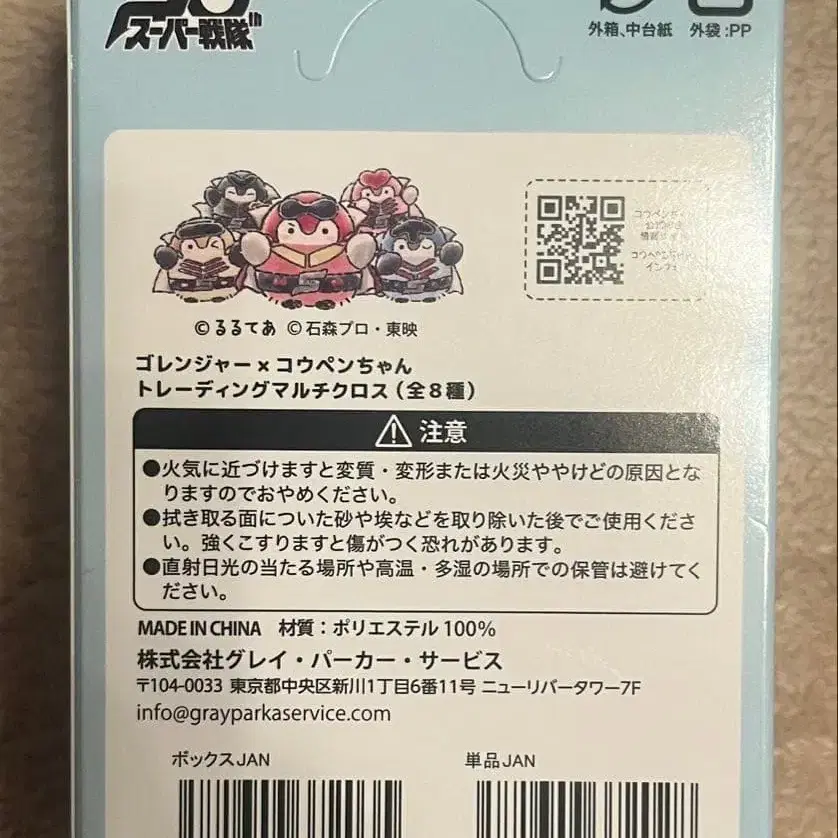 スーパー戦隊
外箱、中台紙 外袋:PP
コウペンちゃん
©るるてあ ©石森プロ・東映
ゴレンジャー×コウペンちゃん
トレーディングマルチクロス(全8種)
注意
●火気に近づけますと変質・変形または火災ややけどの原因とな
りますのでおやめください。
●拭き取る面についた砂や埃などを取り除いた後でご使用くださ
い。強くこすりますと傷がつく恐れがあります。
●直射日光の当たる場所や高温・多湿の場所での保管は避けてく
ださい。
MADE IN CHINA 材質:ポリエステル 100%
株式会社グレイ・パーカー・サービス
〒104-0033 東京都中央区新川1丁目6番11号 ニューリバータワー7F
info@grayparkaservice.com
ボックスJAN 単品JAN